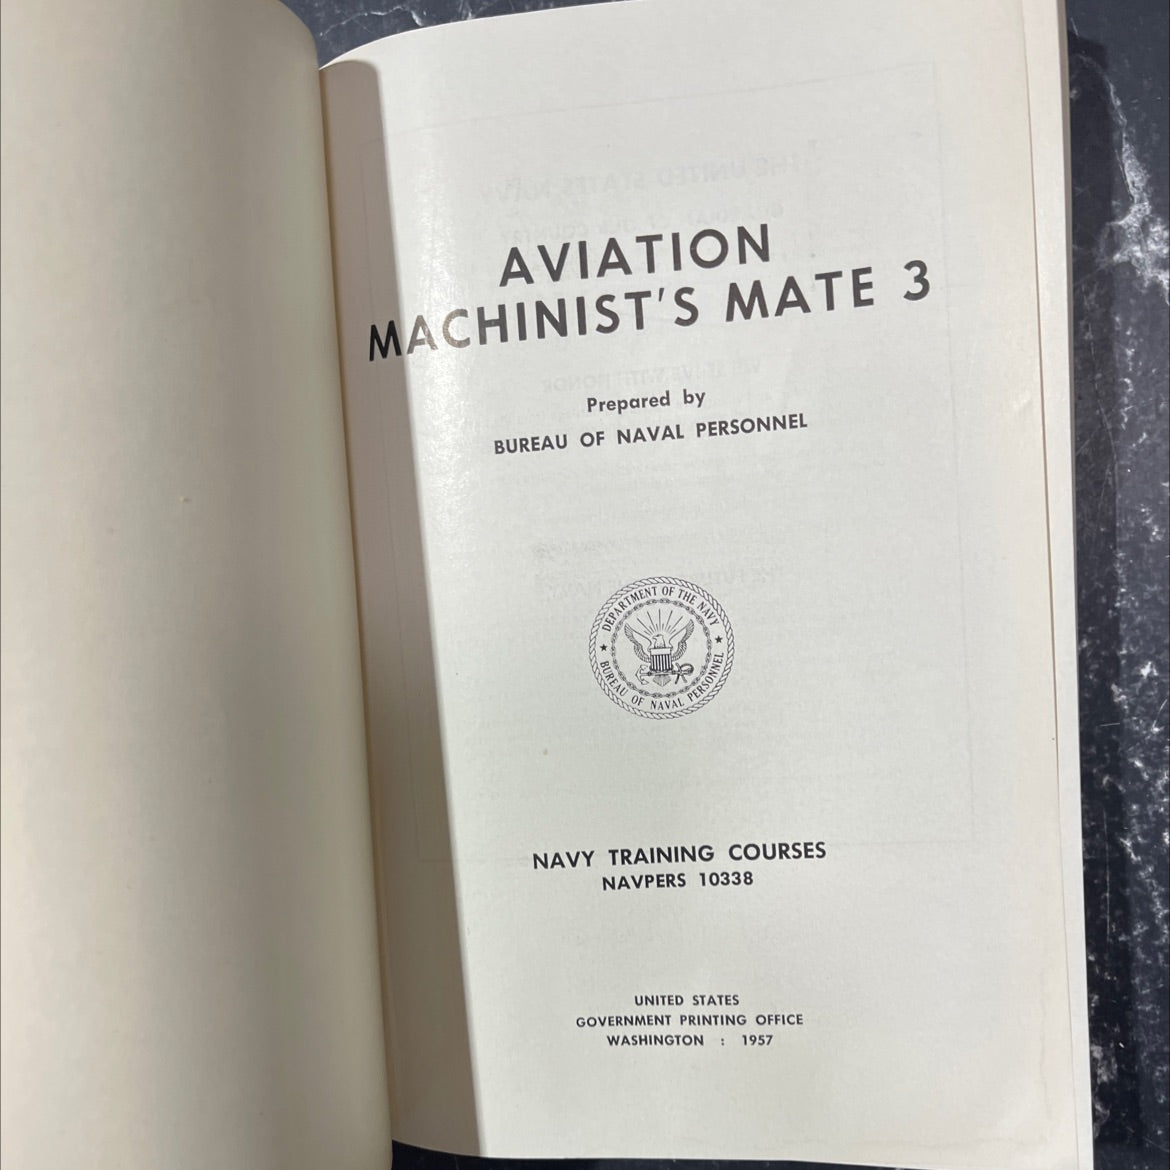 AVIATION
MACHINIST'S MATE 3
Prepared by
BUREAU OF NAVAL PERSONNEL
DEPARTMENT OF THE NAVY
BUREAU OF NAVAL PERSONNEL
NAVY TRAINING COURSES
NAVPERS 10338
UNITED STATES
GOVERNMENT PRINTING OFFICE
WASHINGTON : 1957